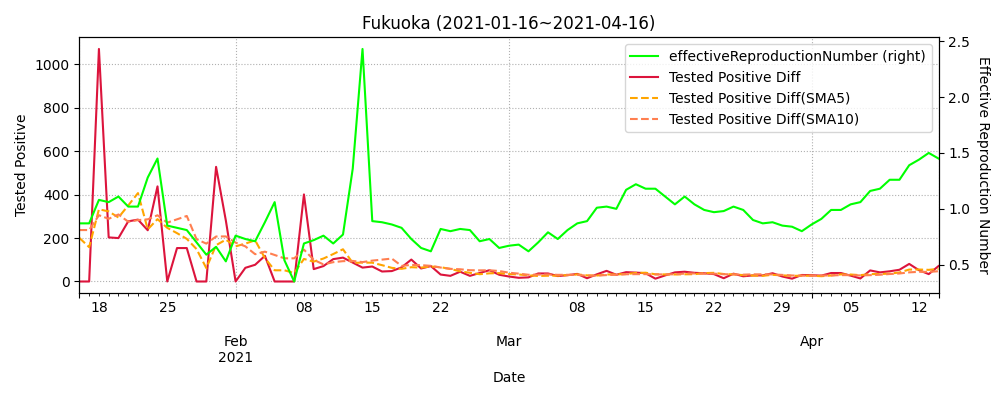 Fukuoka (2021-01-16~2021-04-16)
effectiveReproductionNumber (right)
Tested Positive Diff
Tested Positive Diff(SMA5)
Tested Positive Diff(SMA10)
Tested Positive
1000
800
600
400
200
0
2.5
2.0
1.5
1.0
0.5
Effective Reproduction Number
18 25 08 15 22 08 15 22 29 05 12
Feb Mar Apr
2021
Date